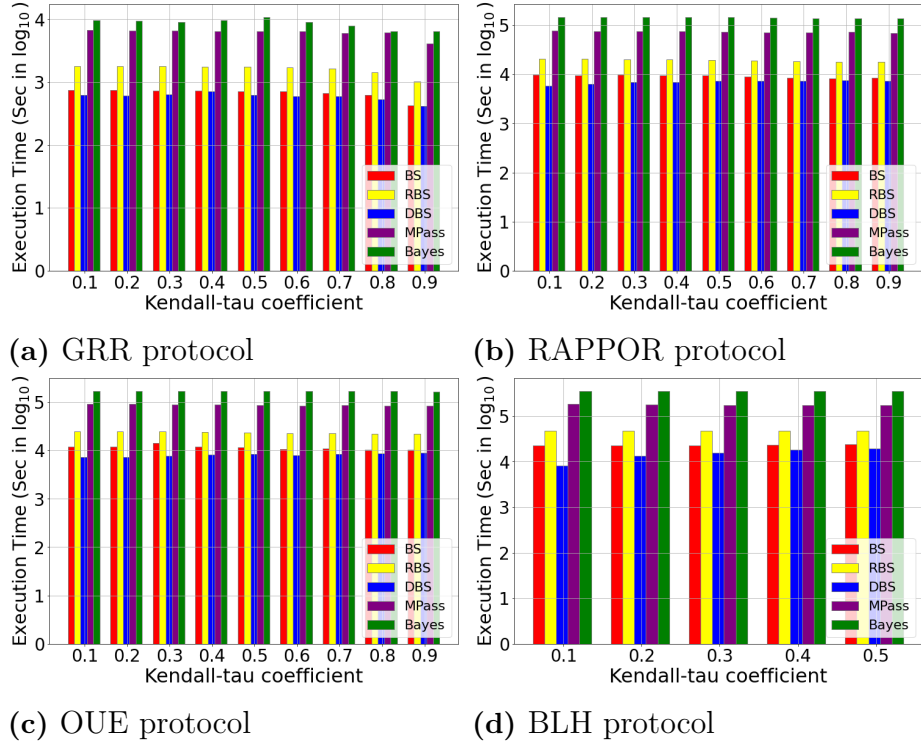 Execution Time (Sec in log10)
4
3
2
1
0
BS
RBS
DBS
MPass
Bayes
0.1 0.2 0.3 0.4 0.5 0.6 0.7 0.8 0.9
Kendall-tau coefficient
(a) GRR protocol
Execution Time (Sec in log10)
5
4
3
2
1
0
BS
RBS
DBS
MPass
Bayes
0.1 0.2 0.3 0.4 0.5 0.6 0.7 0.8 0.9
Kendall-tau coefficient
(b) RAPPOR protocol
Execution Time (Sec in log10)
5
4
3
2
1
0
BS
RBS
DBS
MPass
Bayes
0.1 0.2 0.3 0.4 0.5 0.6 0.7 0.8 0.9
Kendall-tau coefficient
(c) OUE protocol
Execution Time (Sec in log10)
5
4
3
2
1
0
BS
RBS
DBS
MPass
Bayes
0.1 0.2 0.3 0.4 0.5
Kendall-tau coefficient
(d) BLH protocol